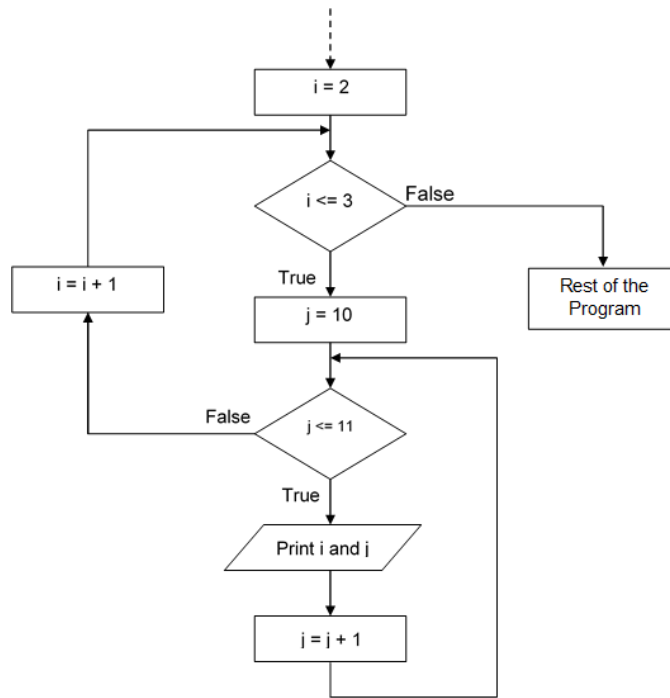 i = 2
i <= 3
False
True
i = i + 1
Rest of the
Program
j = 10
False
j <= 11
True
Print i and j
j = j + 1